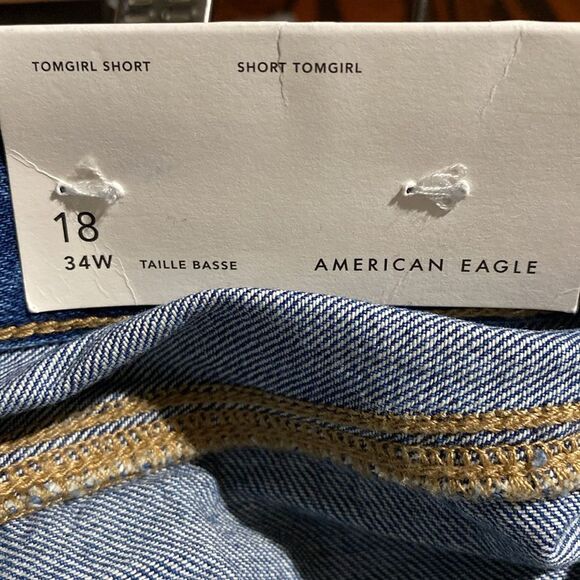 TOMGIRL SHORT SHORT TOMGIRL
18
34W TAILLE BASSE AMERICAN EAGLE